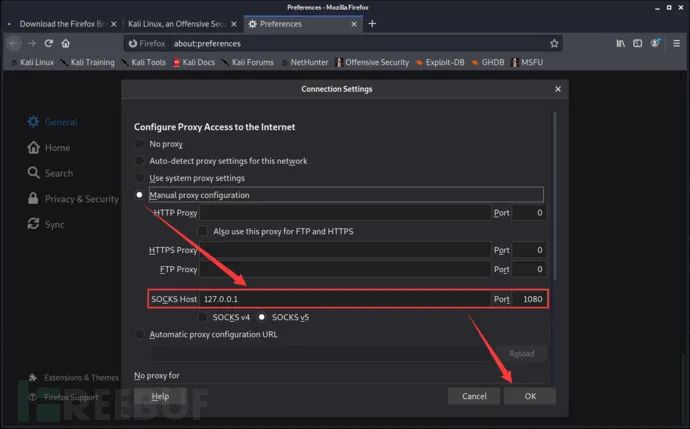 Preferences - Mozilla Firefox
Download the Firefox Br
Kali Linux, an Offensive Secu
Preferences
Firefox about:preferences
Kali Linux Kali Training Kali Tools Kali Docs Kali Forums NetHunter Offensive Security Exploit-DB GHDB MSFU
Connection Settings
General
Home
Search
Privacy & Security
Sync
Extensions & Themes
Firefox Support
Configure Proxy Access to the Internet
No proxy
Auto-detect proxy settings for this network
Use system proxy settings
Manual proxy configuration
HTTP Proxy Port 0
Also use this proxy for FTP and HTTPS
HTTPS Proxy Port 0
FTP Proxy Port 0
SOCKS Host 127.0.0.1 Port 1080
SOCKS v4 SOCKS v5
Automatic proxy configuration URL
Reload
No proxy for
Help Cancel OK
REEBUF